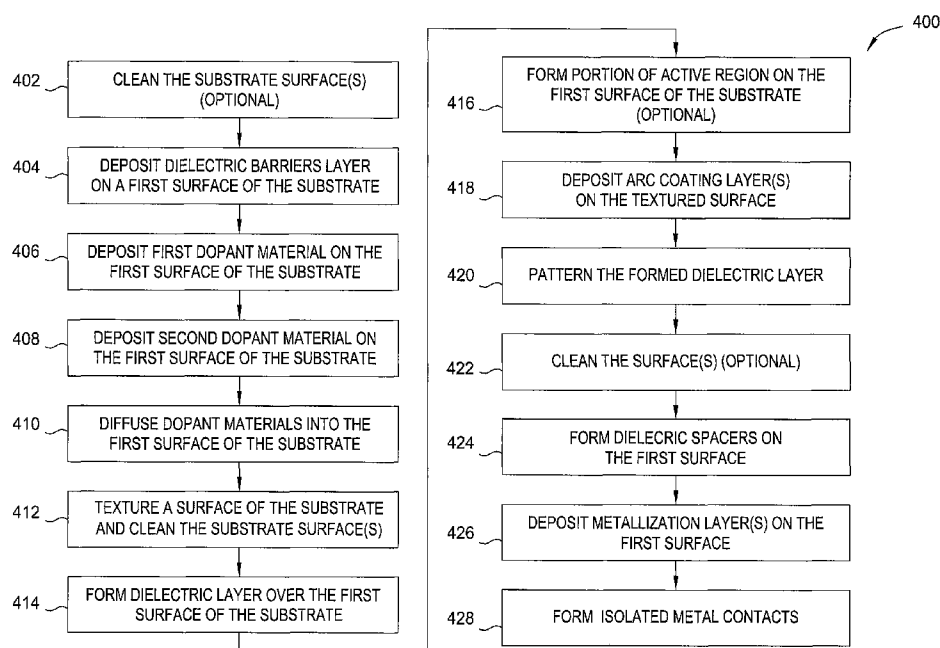 400
402
CLEAN THE SUBSTRATE SURFACE(S)
(OPTIONAL)
404
DEPOSIT DIELECTRIC BARRIERS LAYER
ON A FIRST SURFACE OF THE SUBSTRATE
406
DEPOSIT FIRST DOPANT MATERIAL ON THE
FIRST SURFACE OF THE SUBSTRATE
408
DEPOSIT SECOND DOPANT MATERIAL ON
THE FIRST SURFACE OF THE SUBSTRATE
410
DIFFUSE DOPANT MATERIALS INTO THE
FIRST SURFACE OF THE SUBSTRATE
412
TEXTURE A SURFACE OF THE SUBSTRATE
AND CLEAN THE SUBSTRATE SURFACE(S)
414
FORM DIELECTRIC LAYER OVER THE FIRST
SURFACE OF THE SUBSTRATE
416
FORM PORTION OF ACTIVE REGION ON THE
FIRST SURFACE OF THE SUBSTRATE
(OPTIONAL)
418
DEPOSIT ARC COATING LAYER(S)
ON THE TEXTURED SURFACE
420
PATTERN THE FORMED DIELECTRIC LAYER
422
CLEAN THE SURFACE(S) (OPTIONAL)
424
FORM DIELECRIC SPACERS ON
THE FIRST SURFACE
426
DEPOSIT METALLIZATION LAYER(S) ON THE
FIRST SURFACE
428
FORM ISOLATED METAL CONTACTS